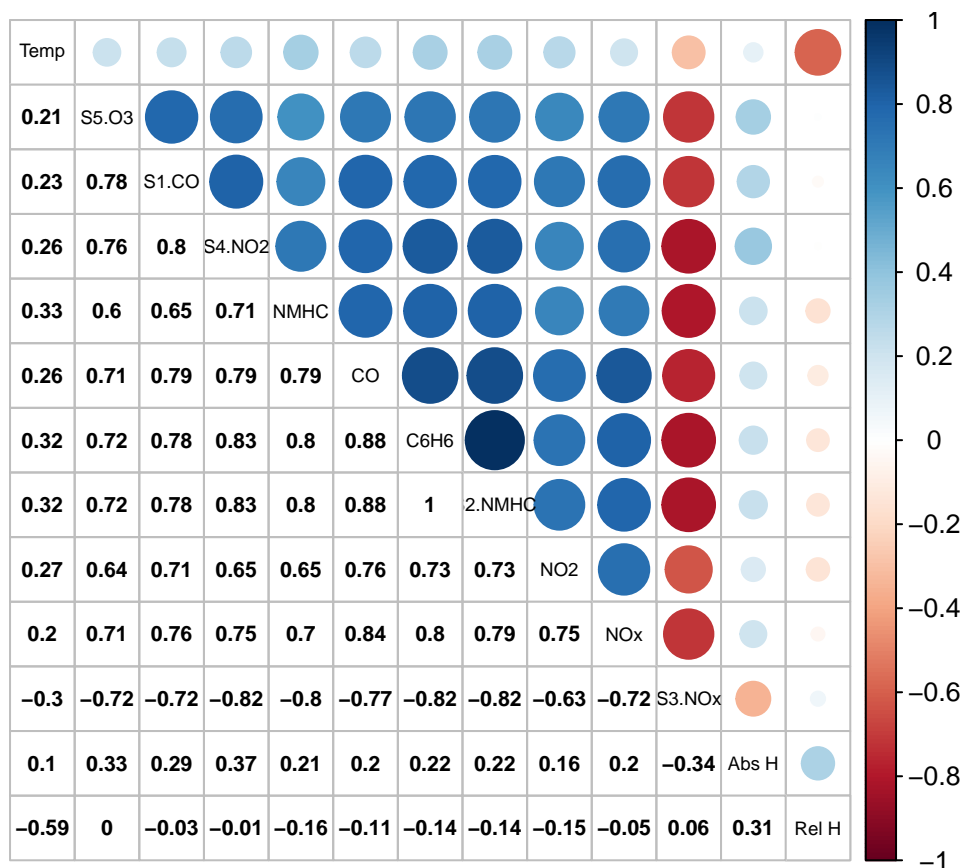 Temp
0.21 S5.O3
0.23 0.78 S1.CO
0.26 0.76 0.8 S4.NO2
0.33 0.6 0.65 0.71 NMHC
0.26 0.71 0.79 0.79 0.79 CO
0.32 0.72 0.78 0.83 0.8 0.88 C6H6
0.32 0.72 0.78 0.83 0.8 0.88 1 2.NMHC
0.27 0.64 0.71 0.65 0.65 0.76 0.73 0.73 NO2
0.2 0.71 0.76 0.75 0.7 0.84 0.8 0.79 0.75 NOx
−0.3 −0.72 −0.72 −0.82 −0.8 −0.77 −0.82 −0.82 −0.63 −0.72 S3.NOx
0.1 0.33 0.29 0.37 0.21 0.2 0.22 0.22 0.16 0.2 −0.34 Abs H
−0.59 0 −0.03 −0.01 −0.16 −0.11 −0.14 −0.14 −0.15 −0.05 0.06 0.31 Rel H
1
0.8
0.6
0.4
0.2
0
−0.2
−0.4
−0.6
−0.8
−1